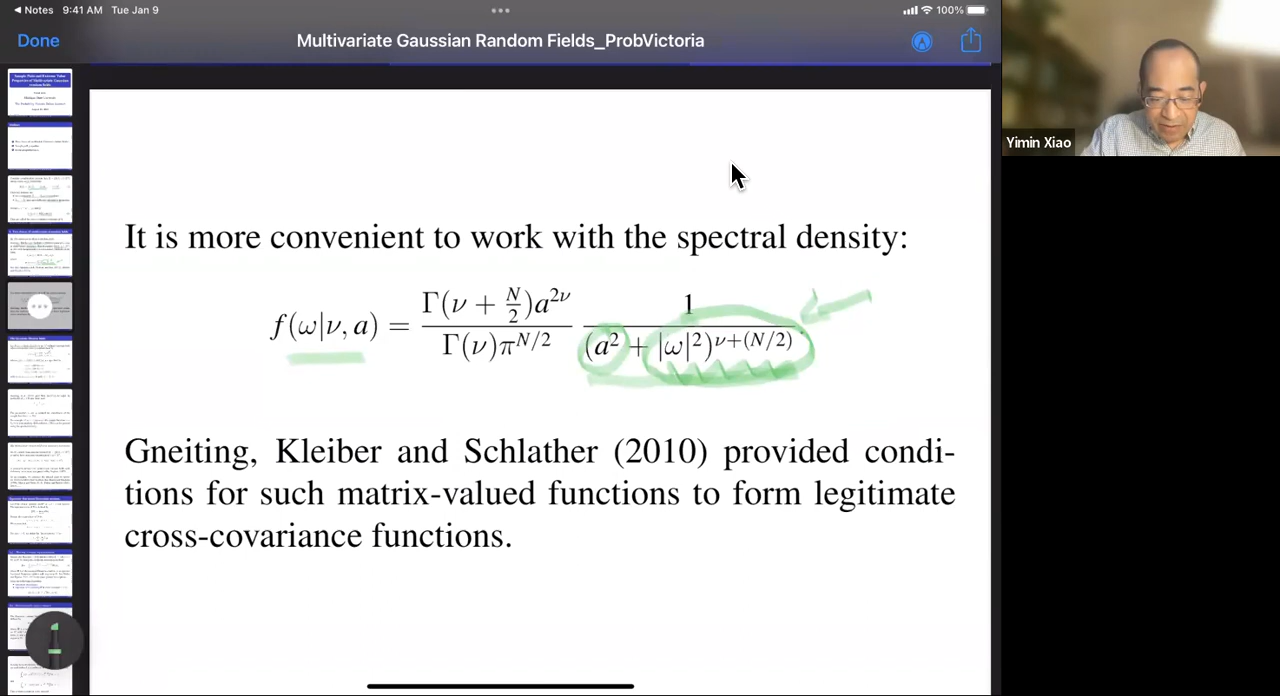 Notes 9:41 AM Tue Jan 9 100%
Done Multivariate Gaussian Random Fields_ProbVictoria
Yimin Xiao
It is more convenient to work with the spectral density:
f(ω|ν, a) = Γ(ν + N/2)a^{2ν} / Γ(ν)π^{N/2} 1 / (a² + |ω|²)^{ν+(N/2)}
Gneiting, Kleiber and Schlather (2010) provided condi-
tions for such matrix-valued functions to form legitimate
cross-covariance functions.